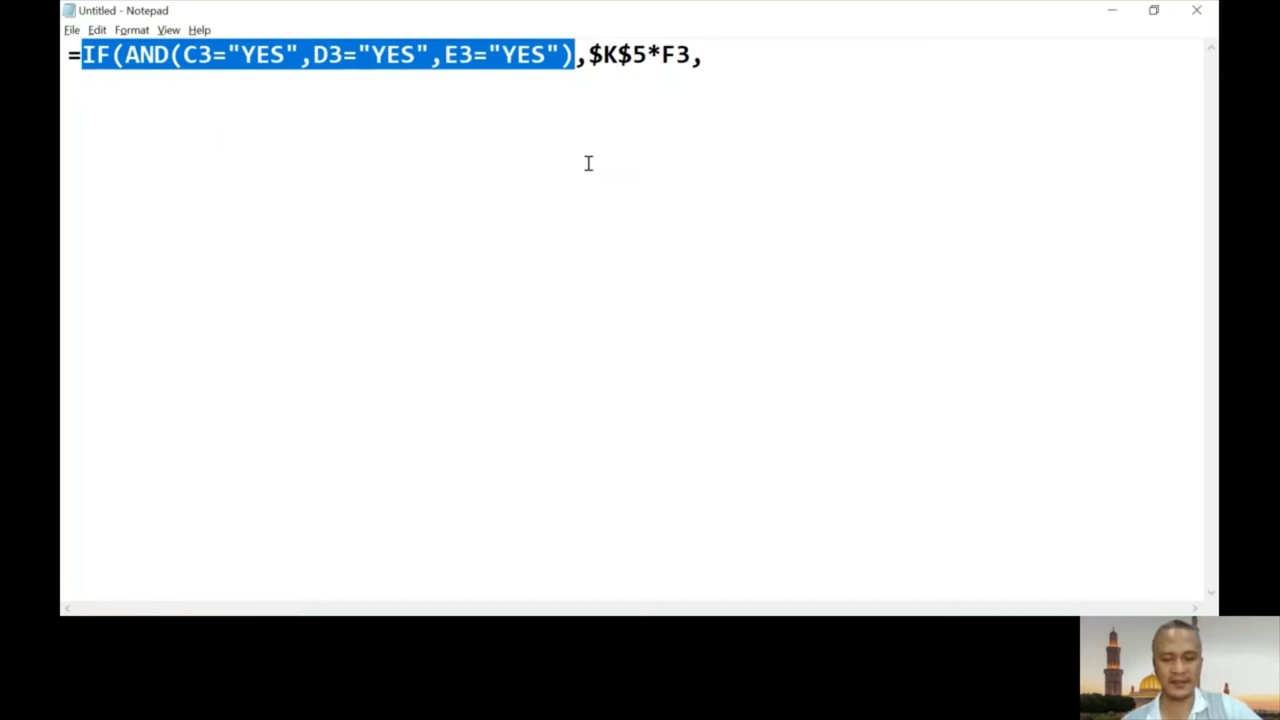 Untitled - Notepad
File Edit Format View Help
=IF(AND(C3="YES",D3="YES",E3="YES"),$K$5*F3,